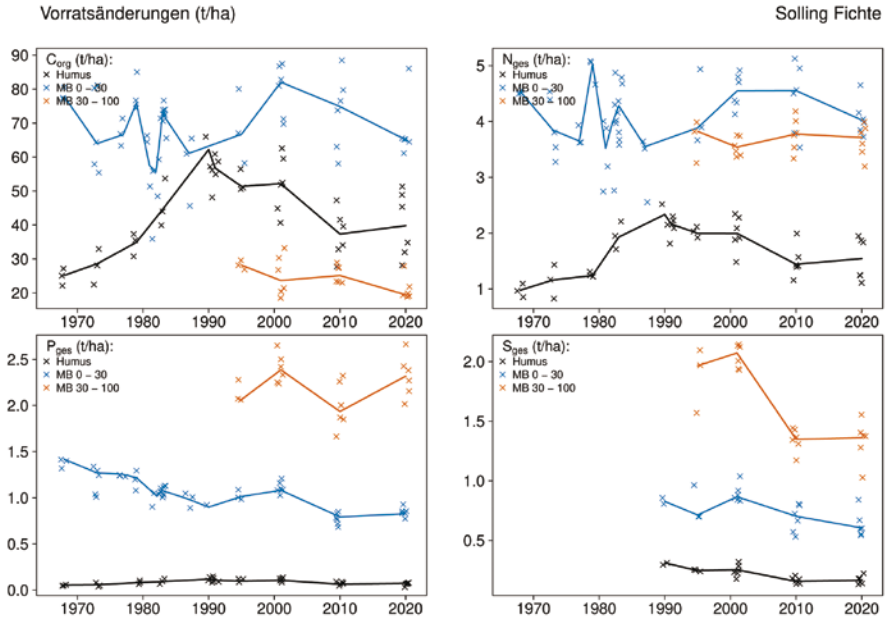 Vorratsänderungen (t/ha)
Solling Fichte
C_org (t/ha):
Humus
MB 0 – 30
MB 30 – 100
90
80
70
60
50
40
30
20
1970 1980 1990 2000 2010 2020
N_ges (t/ha):
Humus
MB 0 – 30
MB 30 – 100
5
4
3
2
1
1970 1980 1990 2000 2010 2020
P_ges (t/ha):
Humus
MB 0 – 30
MB 30 – 100
2.5
2.0
1.5
1.0
0.5
0.0
1970 1980 1990 2000 2010 2020
S_ges (t/ha):
Humus
MB 0 – 30
MB 30 – 100
2.0
1.5
1.0
0.5
1970 1980 1990 2000 2010 2020